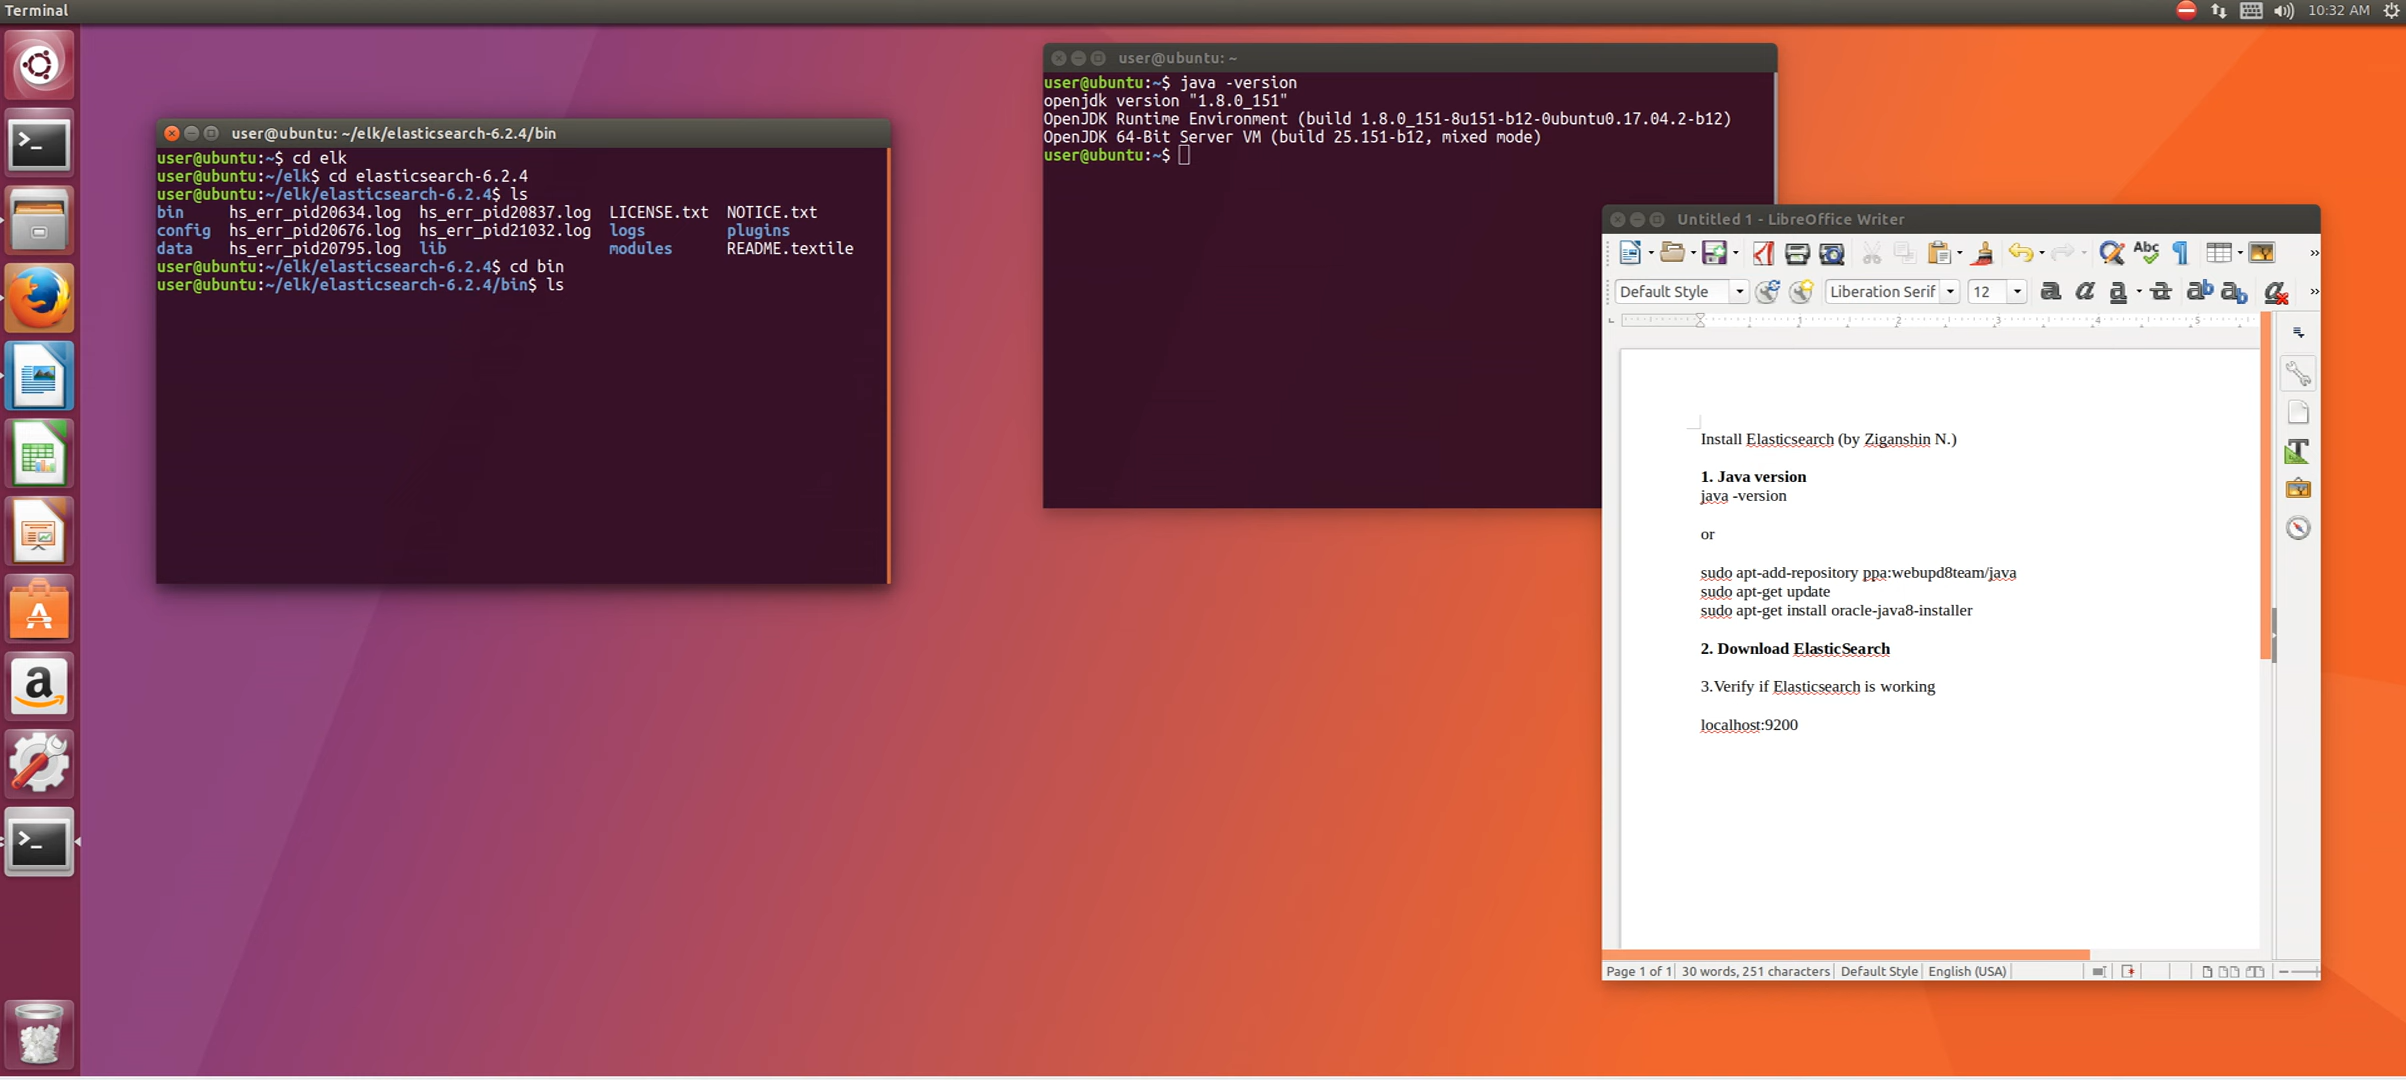 Terminal
10:32 AM
user@ubuntu: ~/elk/elasticsearch-6.2.4/bin
user@ubuntu:~$ cd elk
user@ubuntu:~/elk$ cd elasticsearch-6.2.4
user@ubuntu:~/elk/elasticsearch-6.2.4$ ls
bin hs_err_pid20634.log hs_err_pid20837.log LICENSE.txt NOTICE.txt
config hs_err_pid20676.log hs_err_pid21032.log logs plugins
data hs_err_pid20795.log lib modules README.textile
user@ubuntu:~/elk/elasticsearch-6.2.4$ cd bin
user@ubuntu:~/elk/elasticsearch-6.2.4/bin$ ls
user@ubuntu: ~
user@ubuntu:~$ java -version
openjdk version "1.8.0_151"
OpenJDK Runtime Environment (build 1.8.0_151-8u151-b12-0ubuntu0.17.04.2-b12)
OpenJDK 64-Bit Server VM (build 25.151-b12, mixed mode)
user@ubuntu:~$
Untitled 1 - LibreOffice Writer
Abc
Default Style Liberation Serif 12 a a a a ab ab a
1 2 3 4 5
Install Elasticsearch (by Ziganshin N.)
1. Java version
java -version
or
sudo apt-add-repository ppa:webupd8team/java
sudo apt-get update
sudo apt-get install oracle-java8-installer
2. Download ElasticSearch
3.Verify if Elasticsearch is working
localhost:9200
Page 1 of 1 30 words, 251 characters Default Style English (USA)